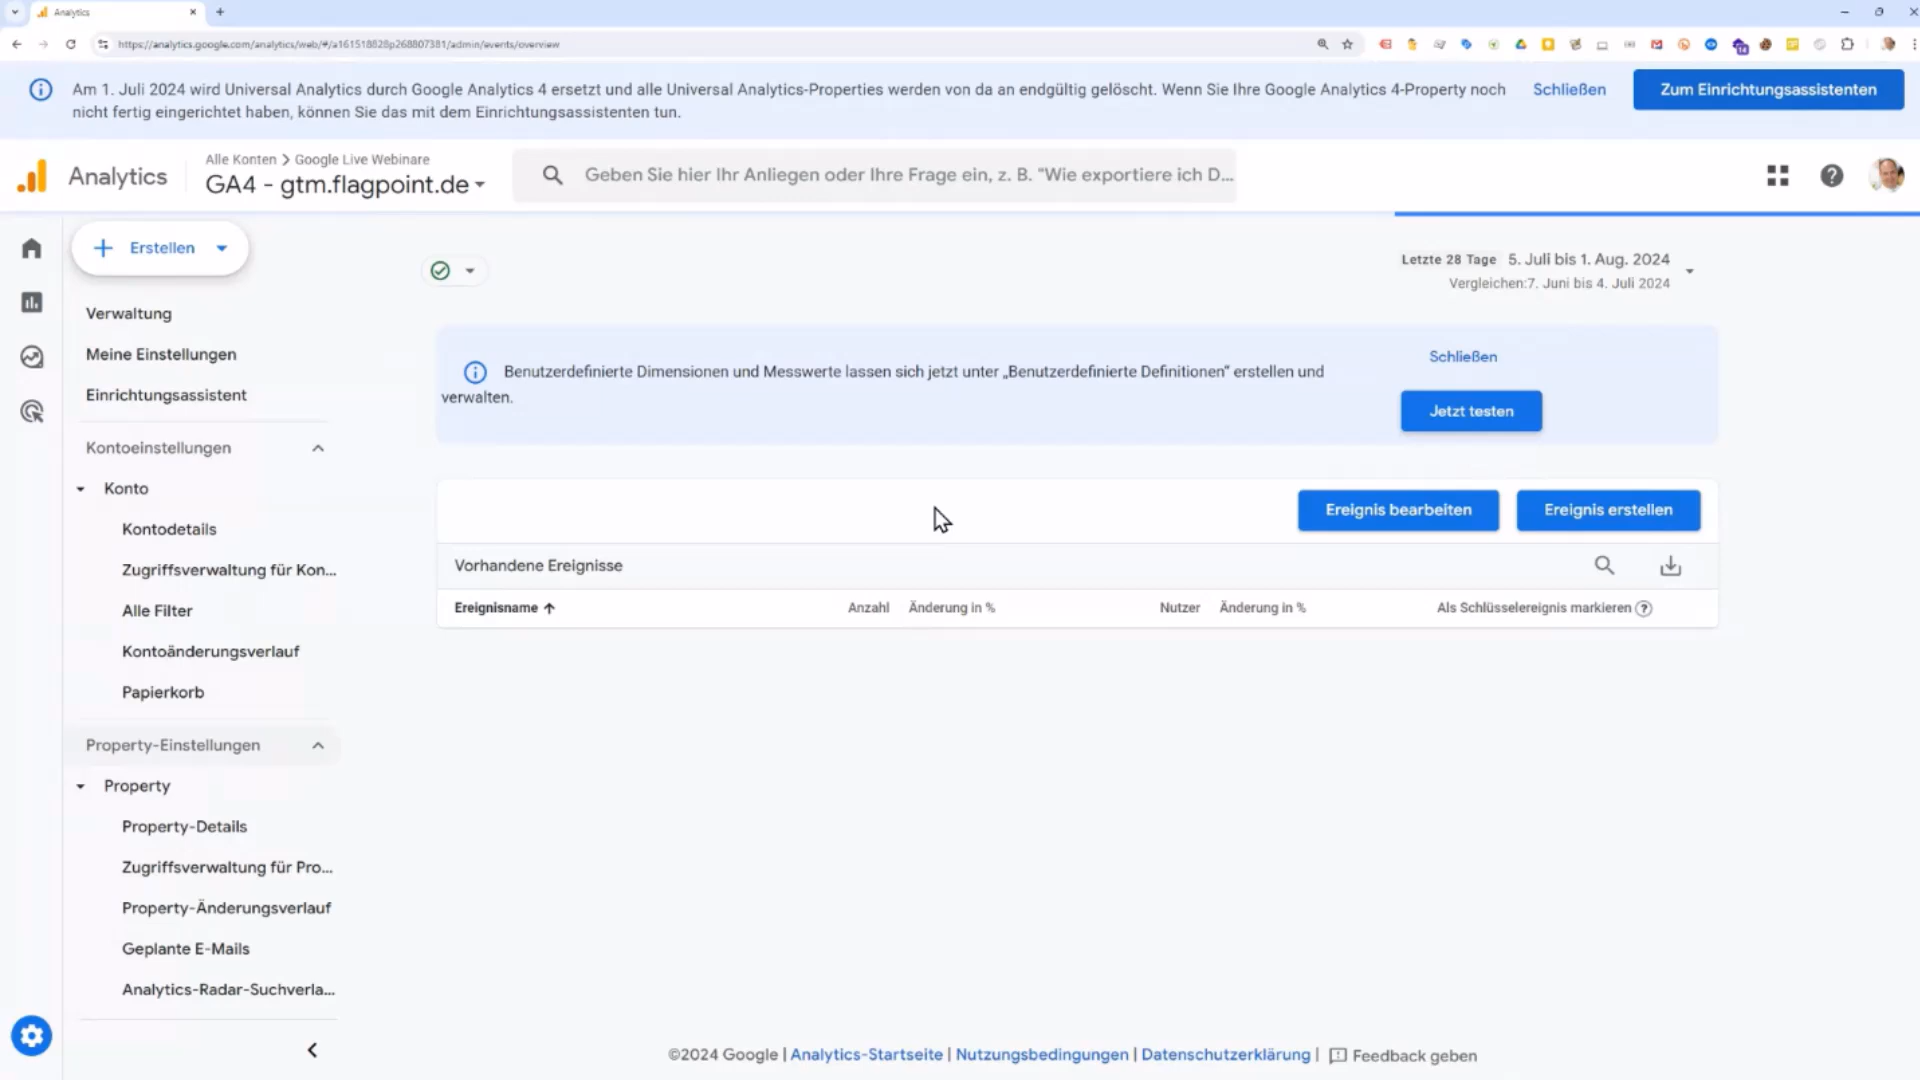 Analytics
https://analytics.google.com/analytics/web/#/a161518828p268807381/admin/events/overview
Am 1. Juli 2024 wird Universal Analytics durch Google Analytics 4 ersetzt und alle Universal Analytics-Properties werden von da an endgültig gelöscht. Wenn Sie Ihre Google Analytics 4-Property noch
nicht fertig eingerichtet haben, können Sie das mit dem Einrichtungsassistenten tun.
Schließen
Zum Einrichtungsassistenten
Analytics
Alle Konten > Google Live Webinare
GA4 - gtm.flagpoint.de
Geben Sie hier Ihr Anliegen oder Ihre Frage ein, z. B. "Wie exportiere ich D...
Erstellen
Letzte 28 Tage 5. Juli bis 1. Aug. 2024
Vergleichen:7. Juni bis 4. Juli 2024
Verwaltung
Meine Einstellungen
Einrichtungsassistent
Kontoeinstellungen
Konto
Kontodetails
Zugriffsverwaltung für Kon...
Alle Filter
Kontoänderungsverlauf
Papierkorb
Property-Einstellungen
Property
Property-Details
Zugriffsverwaltung für Pro...
Property-Änderungsverlauf
Geplante E-Mails
Analytics-Radar-Suchverla...
Benutzerdefinierte Dimensionen und Messwerte lassen sich jetzt unter „Benutzerdefinierte Definitionen" erstellen und
verwalten.
Schließen
Jetzt testen
Ereignis bearbeiten
Ereignis erstellen
Vorhandene Ereignisse
Ereignisname ↑ Anzahl Änderung in % Nutzer Änderung in % Als Schlüsselereignis markieren ?
©2024 Google | Analytics-Startseite | Nutzungsbedingungen | Datenschutzerklärung | Feedback geben